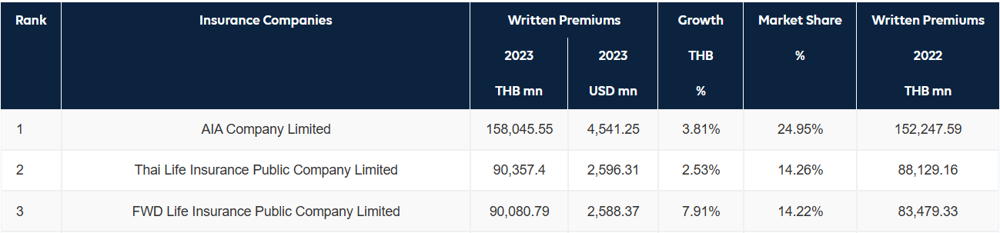 Rank Insurance Companies Written Premiums Growth Market Share Written Premiums
2023 2023 THB % 2022
THB mn USD mn % THB mn
1 AIA Company Limited 158,045.55 4,541.25 3.81% 24.95% 152,247.59
2 Thai Life Insurance Public Company Limited 90,357.4 2,596.31 2.53% 14.26% 88,129.16
3 FWD Life Insurance Public Company Limited 90,080.79 2,588.37 7.91% 14.22% 83,479.33